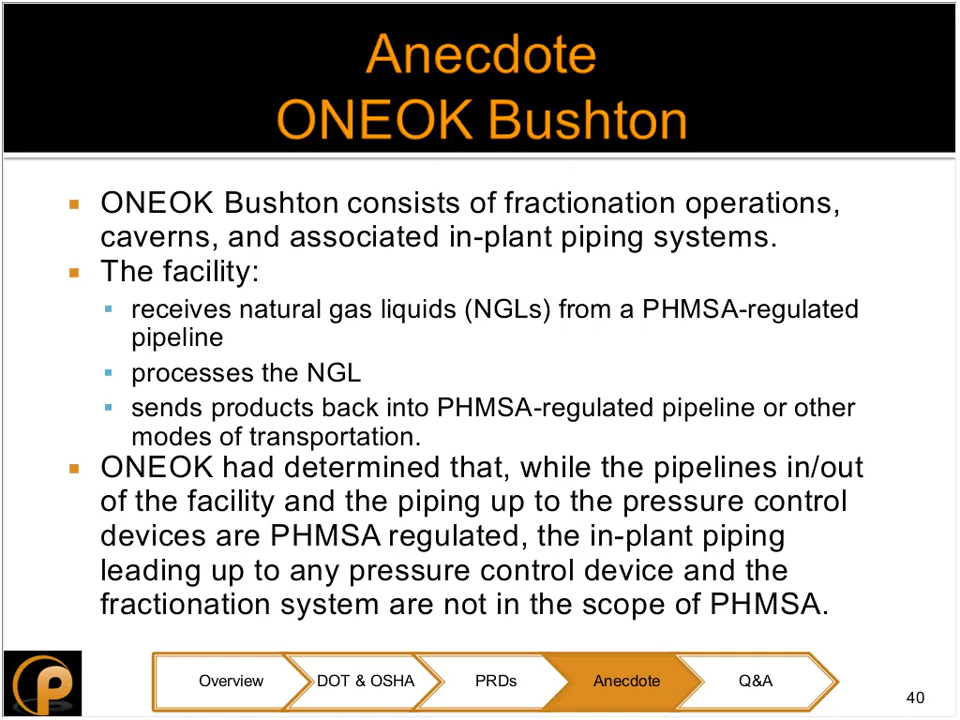 Anecdote
ONEOK Bushton
ONEOK Bushton consists of fractionation operations,
caverns, and associated in-plant piping systems.
The facility:
receives natural gas liquids (NGLs) from a PHMSA-regulated
pipeline
processes the NGL
sends products back into PHMSA-regulated pipeline or other
modes of transportation.
ONEOK had determined that, while the pipelines in/out
of the facility and the piping up to the pressure control
devices are PHMSA regulated, the in-plant piping
leading up to any pressure control device and the
fractionation system are not in the scope of PHMSA.
P
Overview
DOT & OSHA
PRDs
Anecdote
Q&A
40